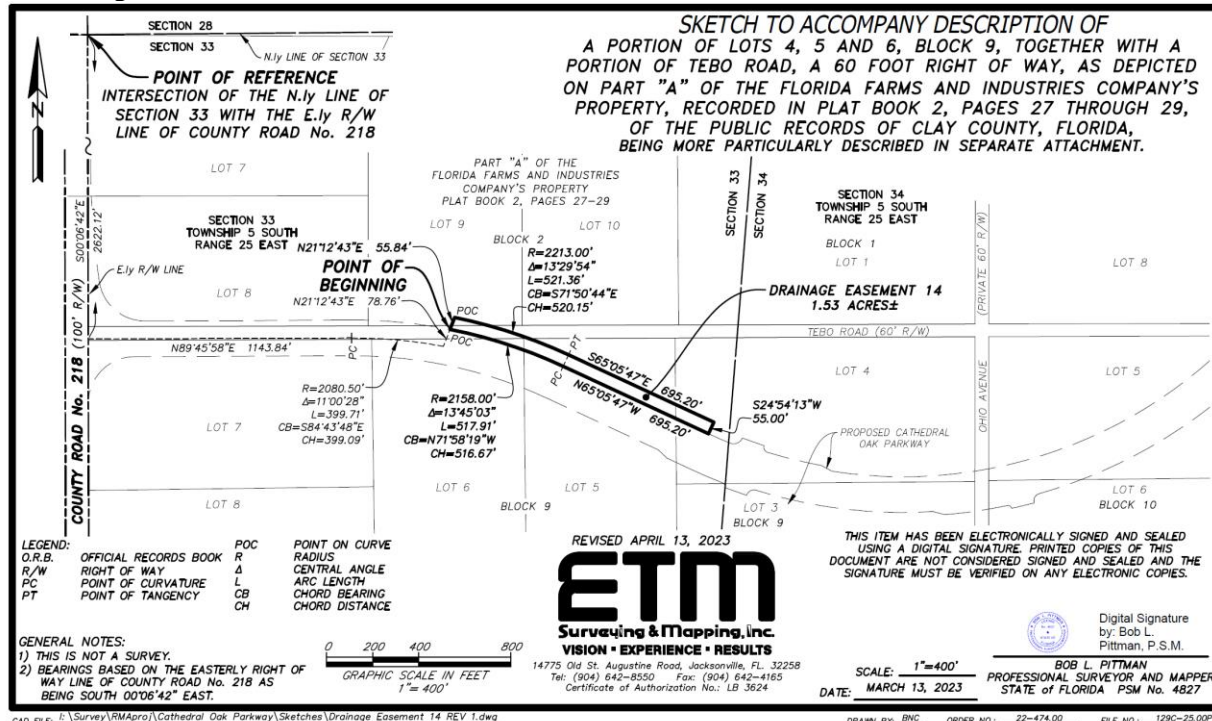 SKETCH TO ACCOMPANY DESCRIPTION OF
A PORTION OF LOTS 4, 5 AND 6, BLOCK 9, TOGETHER WITH A
PORTION OF TEBO ROAD, A 60 FOOT RIGHT OF WAY, AS DEPICTED
ON PART "A" OF THE FLORIDA FARMS AND INDUSTRIES COMPANY'S
PROPERTY, RECORDED IN PLAT BOOK 2, PAGES 27 THROUGH 29,
OF THE PUBLIC RECORDS OF CLAY COUNTY, FLORIDA,
BEING MORE PARTICULARLY DESCRIBED IN SEPARATE ATTACHMENT.
SECTION 28
SECTION 33
N.ly LINE OF SECTION 33
N
POINT OF REFERENCE
INTERSECTION OF THE N.ly LINE OF
SECTION 33 WITH THE E.ly R/W
LINE OF COUNTY ROAD No. 218
LOT 7
PART "A" OF THE
FLORIDA FARMS AND INDUSTRIES
COMPANY'S PROPERTY
PLAT BOOK 2, PAGES 27-29
SECTION 33
SECTION 34
SECTION 34
TOWNSHIP 5 SOUTH
RANGE 25 EAST
BLOCK 1
LOT 1
LOT 8
(PRIVATE 60' R/W)
OHIO AVENUE
S00°06'42"E
2622.12'
SECTION 33
TOWNSHIP 5 SOUTH
RANGE 25 EAST
LOT 9
LOT 10
BLOCK 2
N21°12'43"E 55.84'
R=2213.00'
Δ=13°29'54"
L=521.36'
CB=S71°50'44"E
CH=520.15'
E.ly R/W LINE
POINT OF
BEGINNING
LOT 8
N21°12'43"E 78.76'
DRAINAGE EASEMENT 14
1.53 ACRES±
POC
POC
PT
PC
PC
TEBO ROAD (60' R/W)
N89°45'58"E 1143.84'
COUNTY ROAD No. 218 (100' R/W)
S65°05'47"E 695.20'
N65°05'47"W 695.20'
LOT 4
LOT 5
R=2080.50'
Δ=11°00'28"
L=399.71'
CB=S84°43'48"E
CH=399.09'
R=2158.00'
Δ=13°45'03"
L=517.91'
CB=N71°58'19"W
CH=516.67'
S24°54'13"W
55.00'
PROPOSED CATHEDRAL
OAK PARKWAY
LOT 7
LOT 8
LOT 6
LOT 5
BLOCK 9
LOT 3
BLOCK 9
LOT 6
BLOCK 10
LEGEND:
O.R.B. OFFICIAL RECORDS BOOK
R/W RIGHT OF WAY
PC POINT OF CURVATURE
PT POINT OF TANGENCY
POC POINT ON CURVE
R RADIUS
Δ CENTRAL ANGLE
L ARC LENGTH
CB CHORD BEARING
CH CHORD DISTANCE
GENERAL NOTES:
1) THIS IS NOT A SURVEY.
2) BEARINGS BASED ON THE EASTERLY RIGHT OF
WAY LINE OF COUNTY ROAD No. 218 AS
BEING SOUTH 00°06'42" EAST.
0 200 400 800
GRAPHIC SCALE IN FEET
1"= 400'
REVISED APRIL 13, 2023
ETM
Surveying & Mapping, Inc.
VISION • EXPERIENCE • RESULTS
14775 Old St. Augustine Road, Jacksonville, FL. 32258
Tel: (904) 642-8550 Fax: (904) 642-4165
Certificate of Authorization No.: LB 3624
THIS ITEM HAS BEEN ELECTRONICALLY SIGNED AND SEALED
USING A DIGITAL SIGNATURE. PRINTED COPIES OF THIS
DOCUMENT ARE NOT CONSIDERED SIGNED AND SEALED AND THE
SIGNATURE MUST BE VERIFIED ON ANY ELECTRONIC COPIES.
Digital Signature
by: Bob L.
Pittman, P.S.M.
SCALE: 1"=400'
DATE: MARCH 13, 2023
BOB L. PITTMAN
PROFESSIONAL SURVEYOR AND MAPPER
STATE of FLORIDA PSM No. 4827
CAD FILE: I:\Survey\RMAproj\Cathedral Oak Parkway\Sketches\Drainage Easement 14 REV 1.dwg
DRAWN BY: BNC ORDER NO.: 22-474.00 FILE NO.: 129C-25.00P